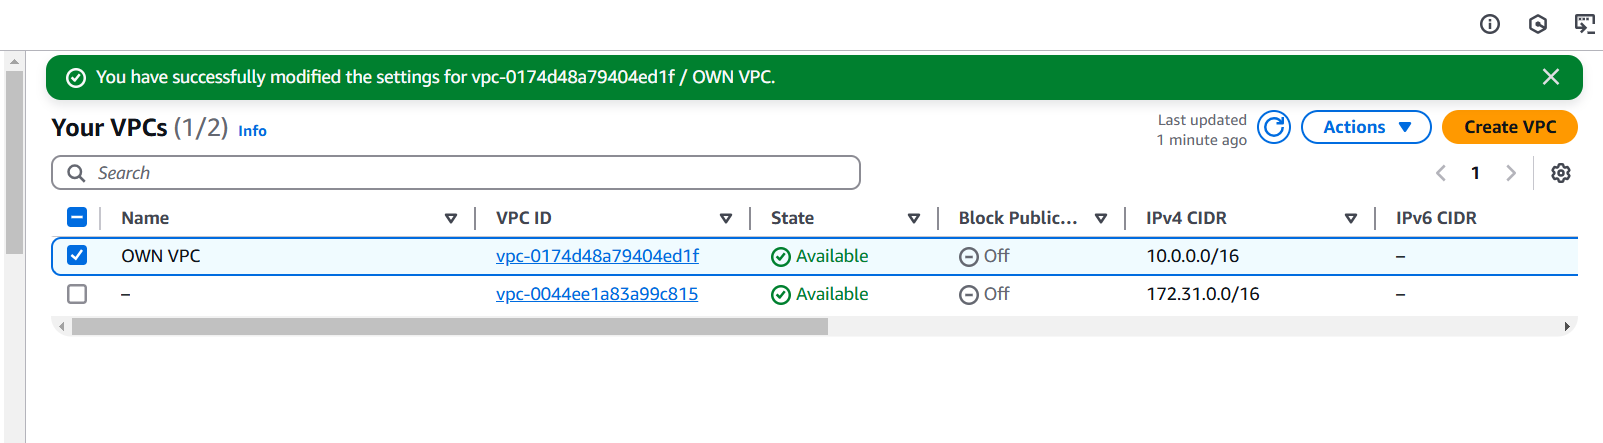 You have successfully modified the settings for vpc-0174d48a79404ed1f / OWN VPC.
Your VPCs (1/2) Info
Last updated
1 minute ago
Actions
Create VPC
Search
1
Name VPC ID State Block Public... IPv4 CIDR IPv6 CIDR
OWN VPC vpc-0174d48a79404ed1f Available Off 10.0.0.0/16 –
– vpc-0044ee1a83a99c815 Available Off 172.31.0.0/16 –